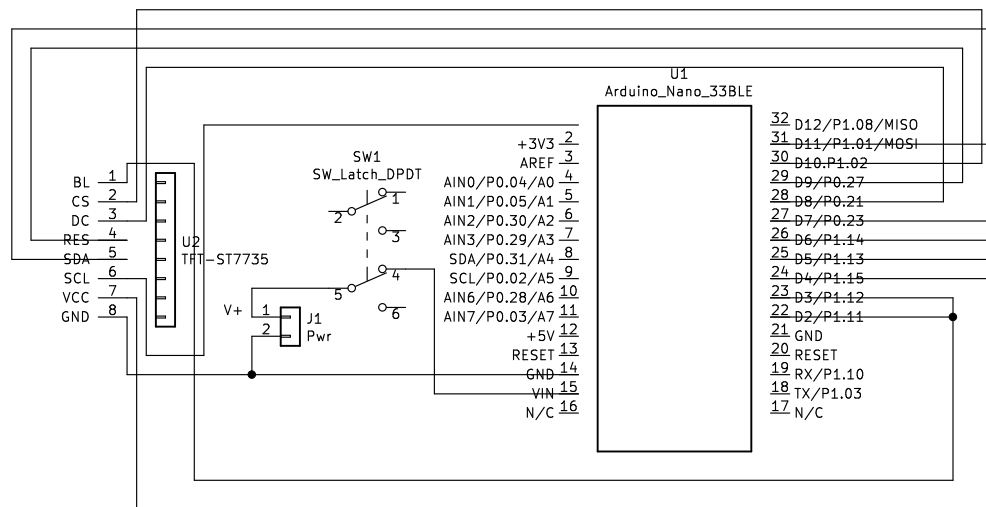 U1
Arduino_Nano_33BLE
32 D12/P1.08/MISO
+3V3 2
31 D11/P1.01/MOSI
AREF 3
30 D10.P1.02
SW1
SW_Latch_DPDT
BL 1
AIN0/P0.04/A0 4
29 D9/P0.27
CS 2
1
AIN1/P0.05/A1 5
28 D8/P0.21
DC 3
2
AIN2/P0.30/A2 6
27 D7/P0.23
RES 4
U2
3
AIN3/P0.29/A3 7
26 D6/P1.14
SDA 5
TFT-ST7735
SDA/P0.31/A4 8
25 D5/P1.13
SCL 6
4
SCL/P0.02/A5 9
24 D4/P1.15
VCC 7
5
AIN6/P0.28/A6 10
23 D3/P1.12
GND 8
V+ 1
J1
6
AIN7/P0.03/A7 11
22 D2/P1.11
2
Pwr
+5V 12
21 GND
RESET 13
20 RESET
GND 14
19 RX/P1.10
VIN 15
18 TX/P1.03
N/C 16
17 N/C